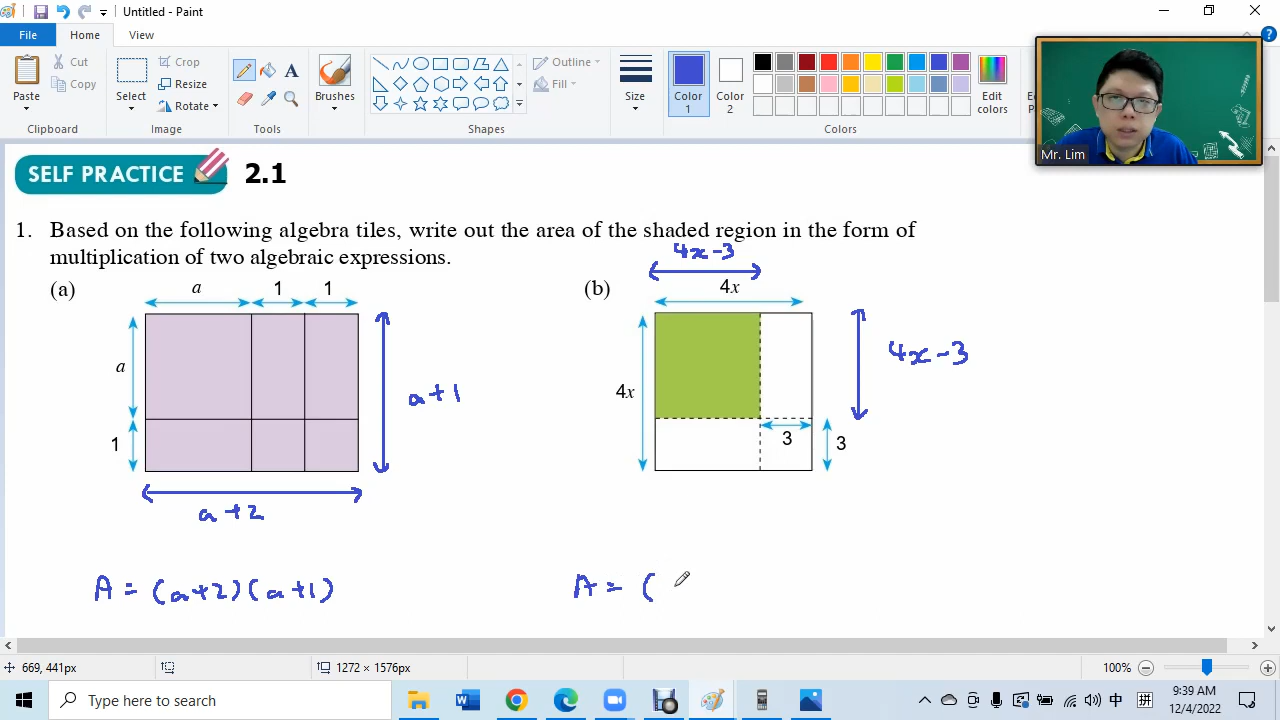 Untitled - Paint
File
Home
View
Paste
Cut
Copy
Clipboard
Select
Crop
Resize
Rotate
Image
Tools
Brushes
Shapes
Outline
Fill
Size
Color 1
Color 2
Edit colors
Colors
Mr. Lim
SELF PRACTICE 2.1
1. Based on the following algebra tiles, write out the area of the shaded region in the form of
multiplication of two algebraic expressions.
4x-3
(a)
a 1 1
a
1
a+1
a+2
(b)
4x
4x
4x-3
3
3
A = (a+2)(a+1)
A = (
669, 441px
1272 × 1576px
100%
Type here to search
中
拼
9:39 AM
12/4/2022